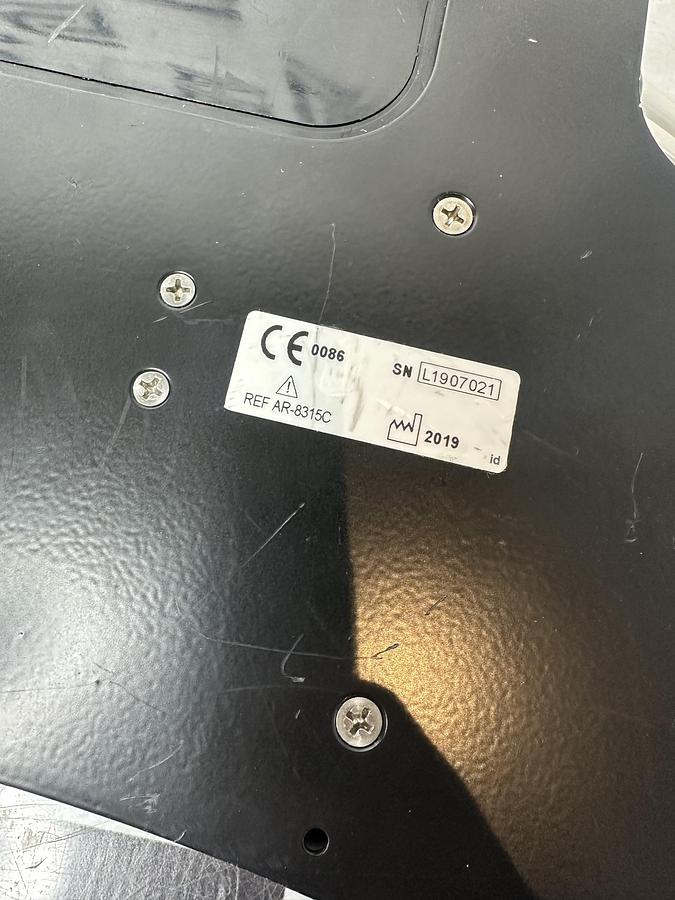 CE 0086
SN L1907021
REF AR-8315C
2019
id